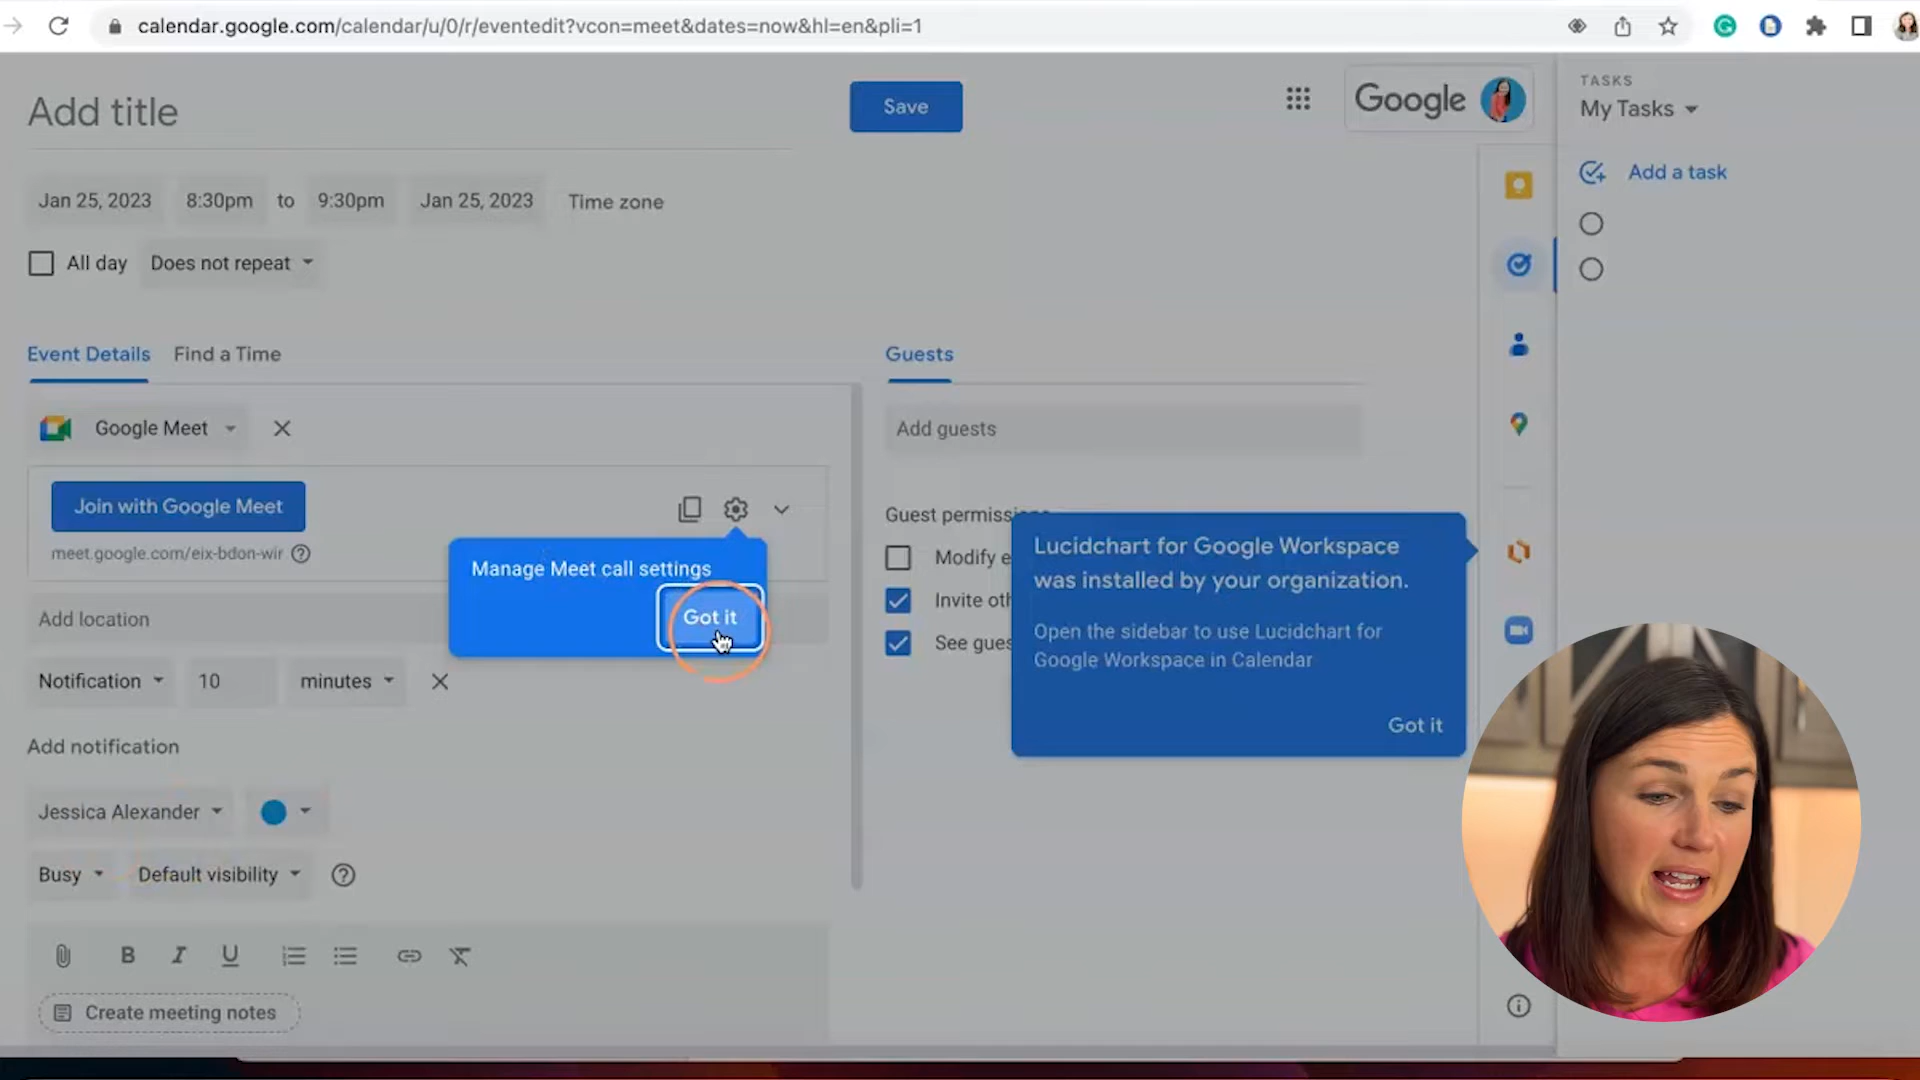 calendar.google.com/calendar/u/0/r/eventedit?vcon=meet&dates=now&hl=en&pli=1
Add title
Save
Google
TASKS
My Tasks
Add a task
Jan 25, 2023 8:30pm to 9:30pm Jan 25, 2023 Time zone
All day Does not repeat
Event Details Find a Time
Guests
Google Meet
Add guests
Join with Google Meet
meet.google.com/eix-bdon-wir
Manage Meet call settings
Got it
Guest permiss
Modify e
Invite oth
See gues
Lucidchart for Google Workspace
was installed by your organization.
Open the sidebar to use Lucidchart for
Google Workspace in Calendar
Got it
Add location
Notification 10 minutes
Add notification
Jessica Alexander
Busy Default visibility
B I U
Create meeting notes